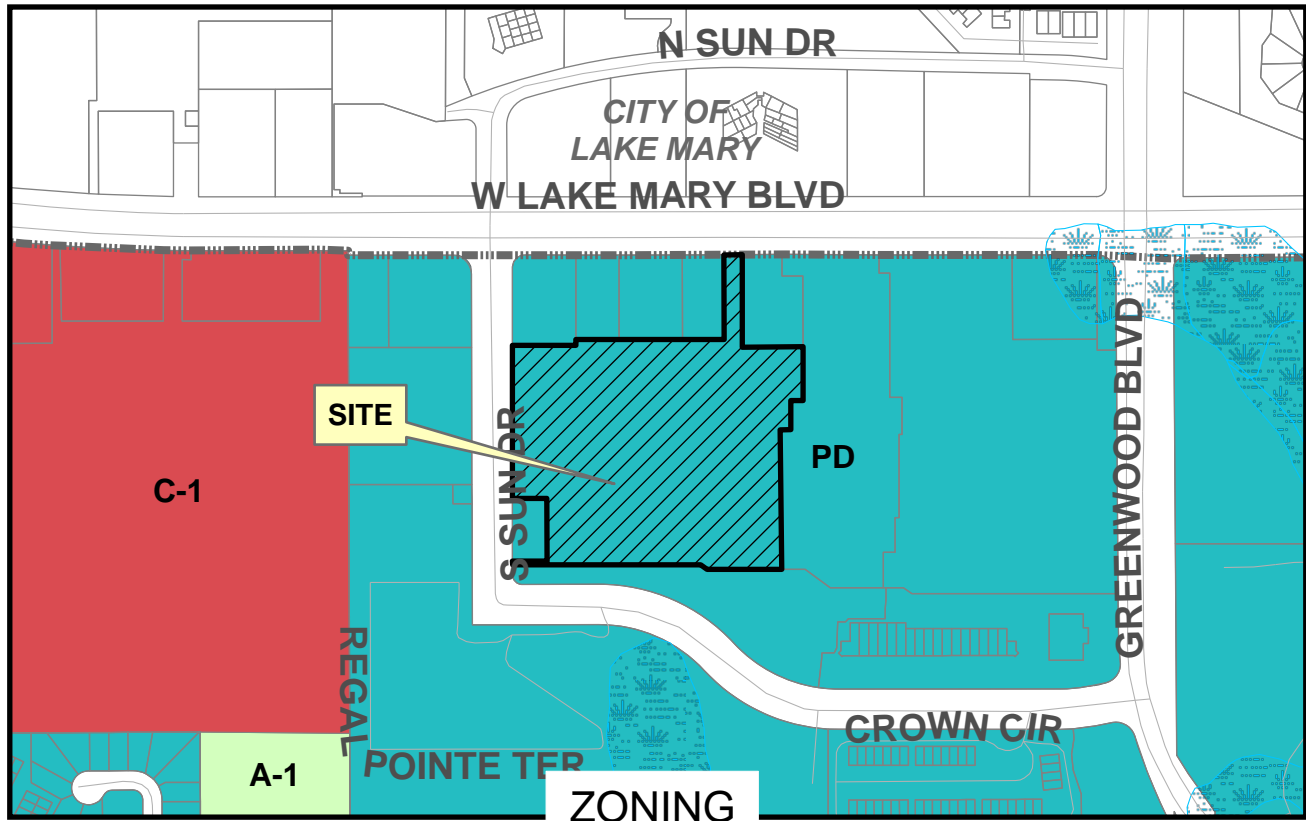 N SUN DR
CITY OF
LAKE MARY
W LAKE MARY BLVD
SITE
C-1
S SUN DR
PD
GREENWOOD BLVD
REGAL
POINTE TER
A-1
CROWN CIR
ZONING